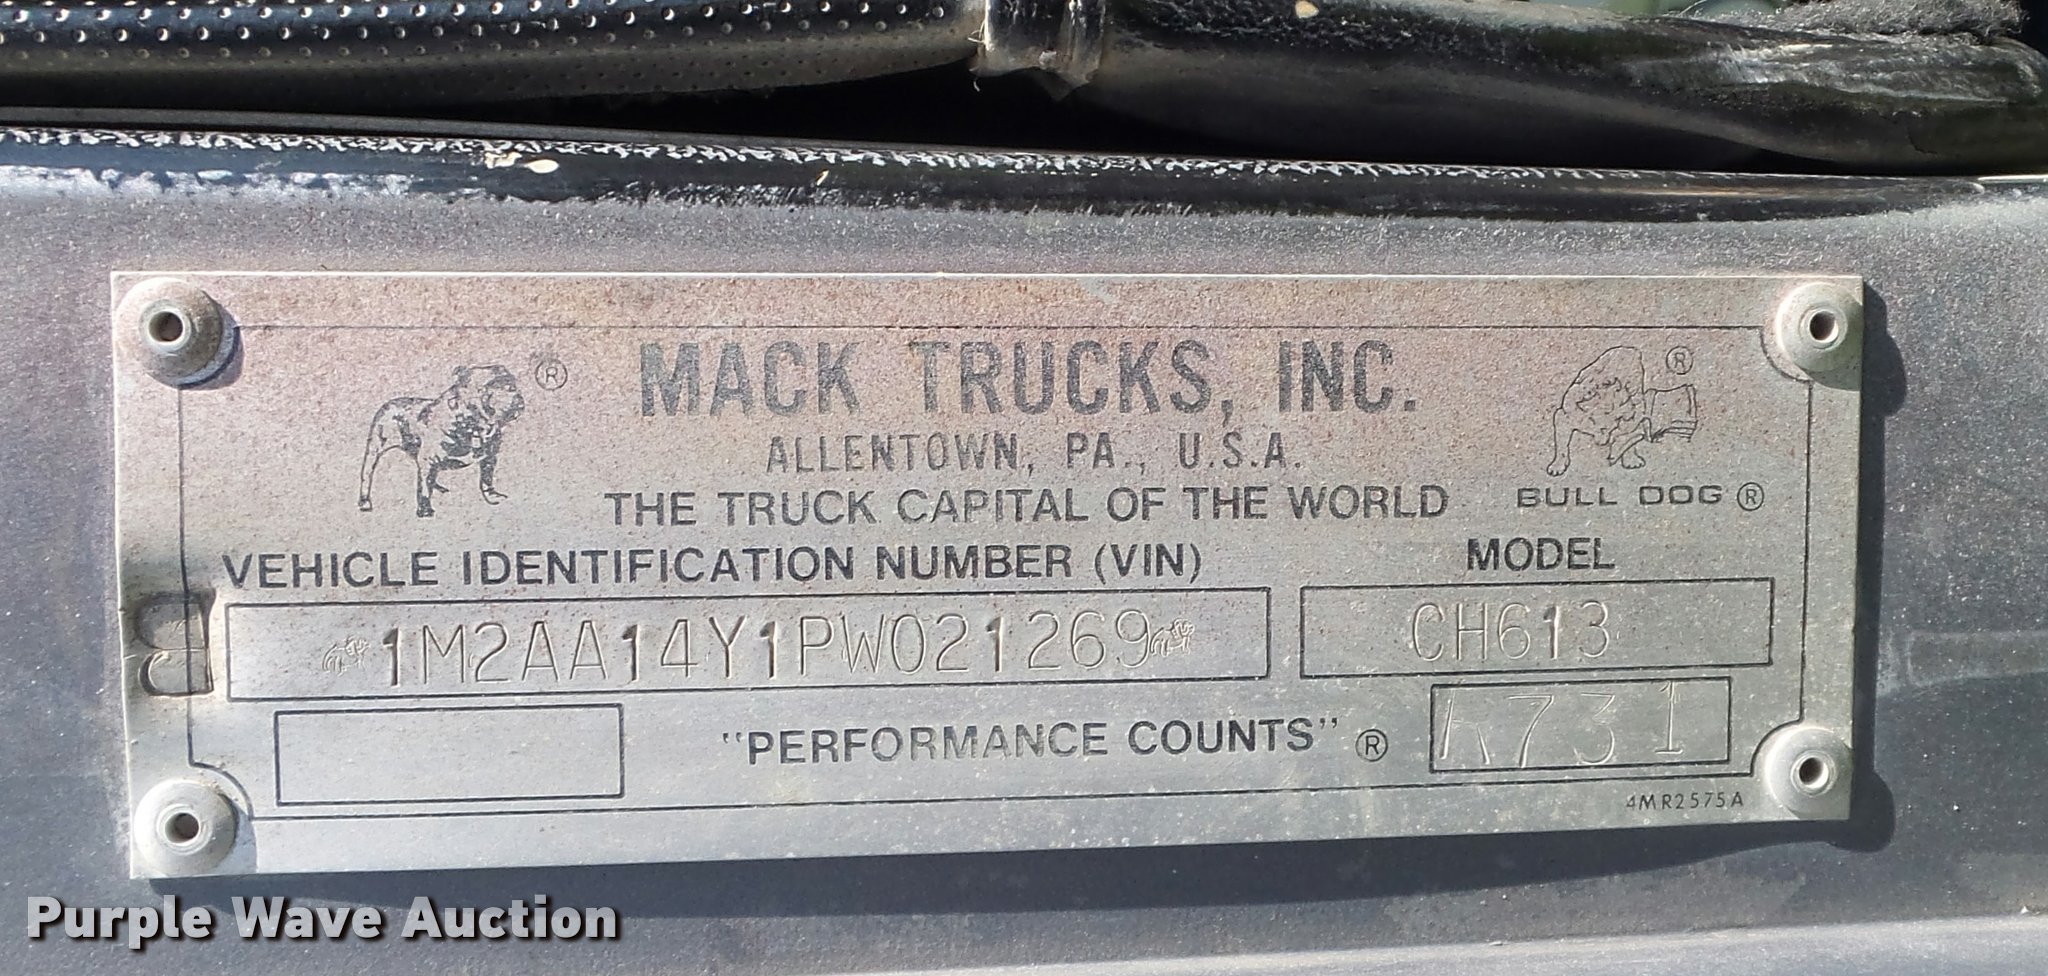 ® MACK TRUCKS, INC. ®
ALLENTOWN, PA., U.S.A.
THE TRUCK CAPITAL OF THE WORLD
BULL DOG ®
VEHICLE IDENTIFICATION NUMBER (VIN)
MODEL
1M2AA14Y1PW021269
CH613
B
"PERFORMANCE COUNTS" ®
A731
4MR2575A
Purple Wave Auction